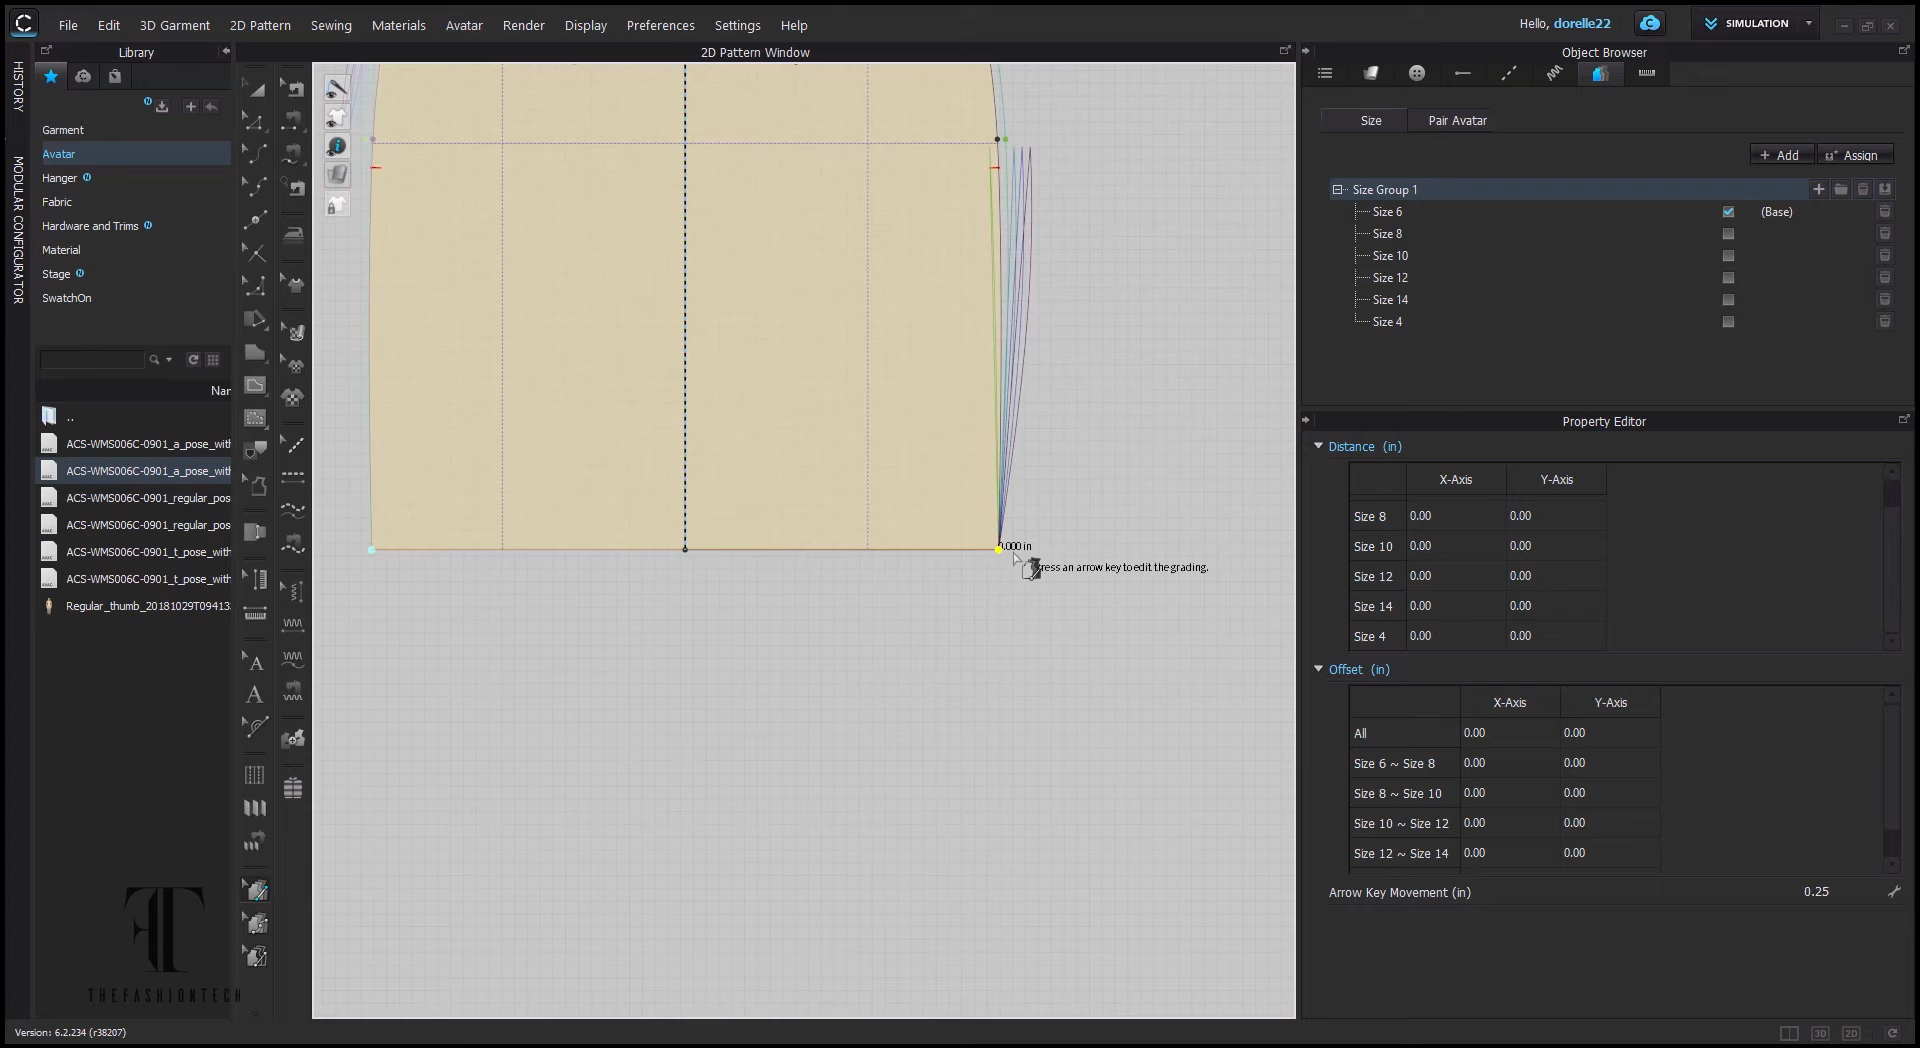 File Edit 3D Garment 2D Pattern Sewing Materials Avatar Render Display Preferences Settings Help
Hello, dorelle22
SIMULATION
Library
2D Pattern Window
Object Browser
HISTORY
MODULAR CONFIGURATOR
Garment
Avatar
Hanger
Fabric
Hardware and Trims
Material
Stage
SwatchOn
Nar
..
ACS-WMS006C-0901_a_pose_with
ACS-WMS006C-0901_a_pose_with
ACS-WMS006C-0901_regular_pos
ACS-WMS006C-0901_regular_pos
ACS-WMS006C-0901_t_pose_with
ACS-WMS006C-0901_t_pose_with
Regular_thumb_20181029T09413
THEFASHIONTECH
Version: 6.2.234 (r38207)
0.000 in
ress an arrow key to edit the grading.
Size Pair Avatar
+ Add Assign
Size Group 1
Size 6 (Base)
Size 8
Size 10
Size 12
Size 14
Size 4
Property Editor
Distance (in)
X-Axis Y-Axis
Size 8 0.00 0.00
Size 10 0.00 0.00
Size 12 0.00 0.00
Size 14 0.00 0.00
Size 4 0.00 0.00
Offset (in)
X-Axis Y-Axis
All 0.00 0.00
Size 6 ~ Size 8 0.00 0.00
Size 8 ~ Size 10 0.00 0.00
Size 10 ~ Size 12 0.00 0.00
Size 12 ~ Size 14 0.00 0.00
Arrow Key Movement (in) 0.25
3D 2D